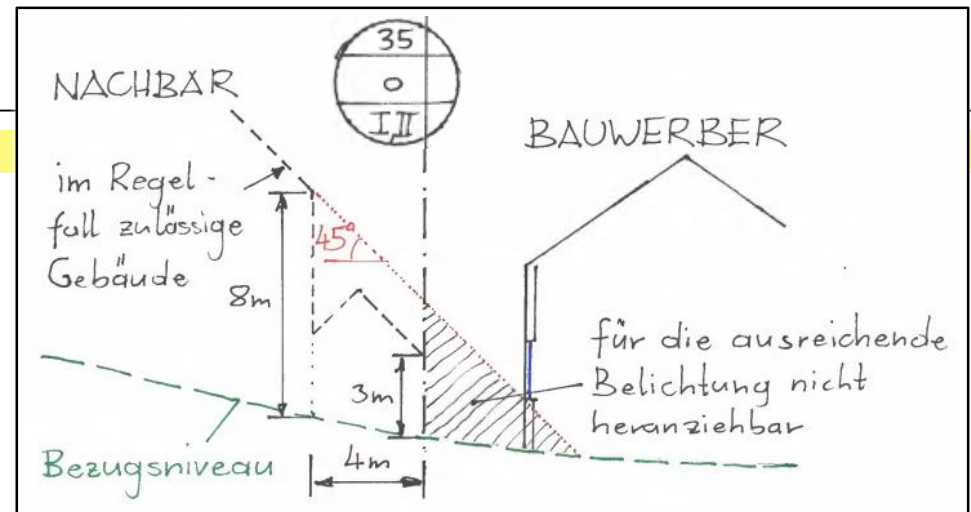 35
o
I,II
NACHBAR
BAUWERBER
im Regel-
fall zulässige
Gebäude
45°
8m
3m
4m
für die ausreichende
Belichtung nicht
heranziehbar
Bezugsniveau